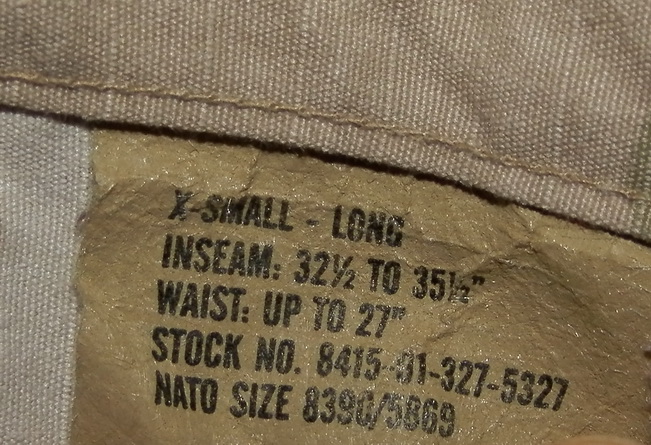 X-SMALL - LONG
INSEAM: 32½ TO 35½"
WAIST: UP TO 27"
STOCK NO. 8415-01-327-5327
NATO SIZE 8390/5869